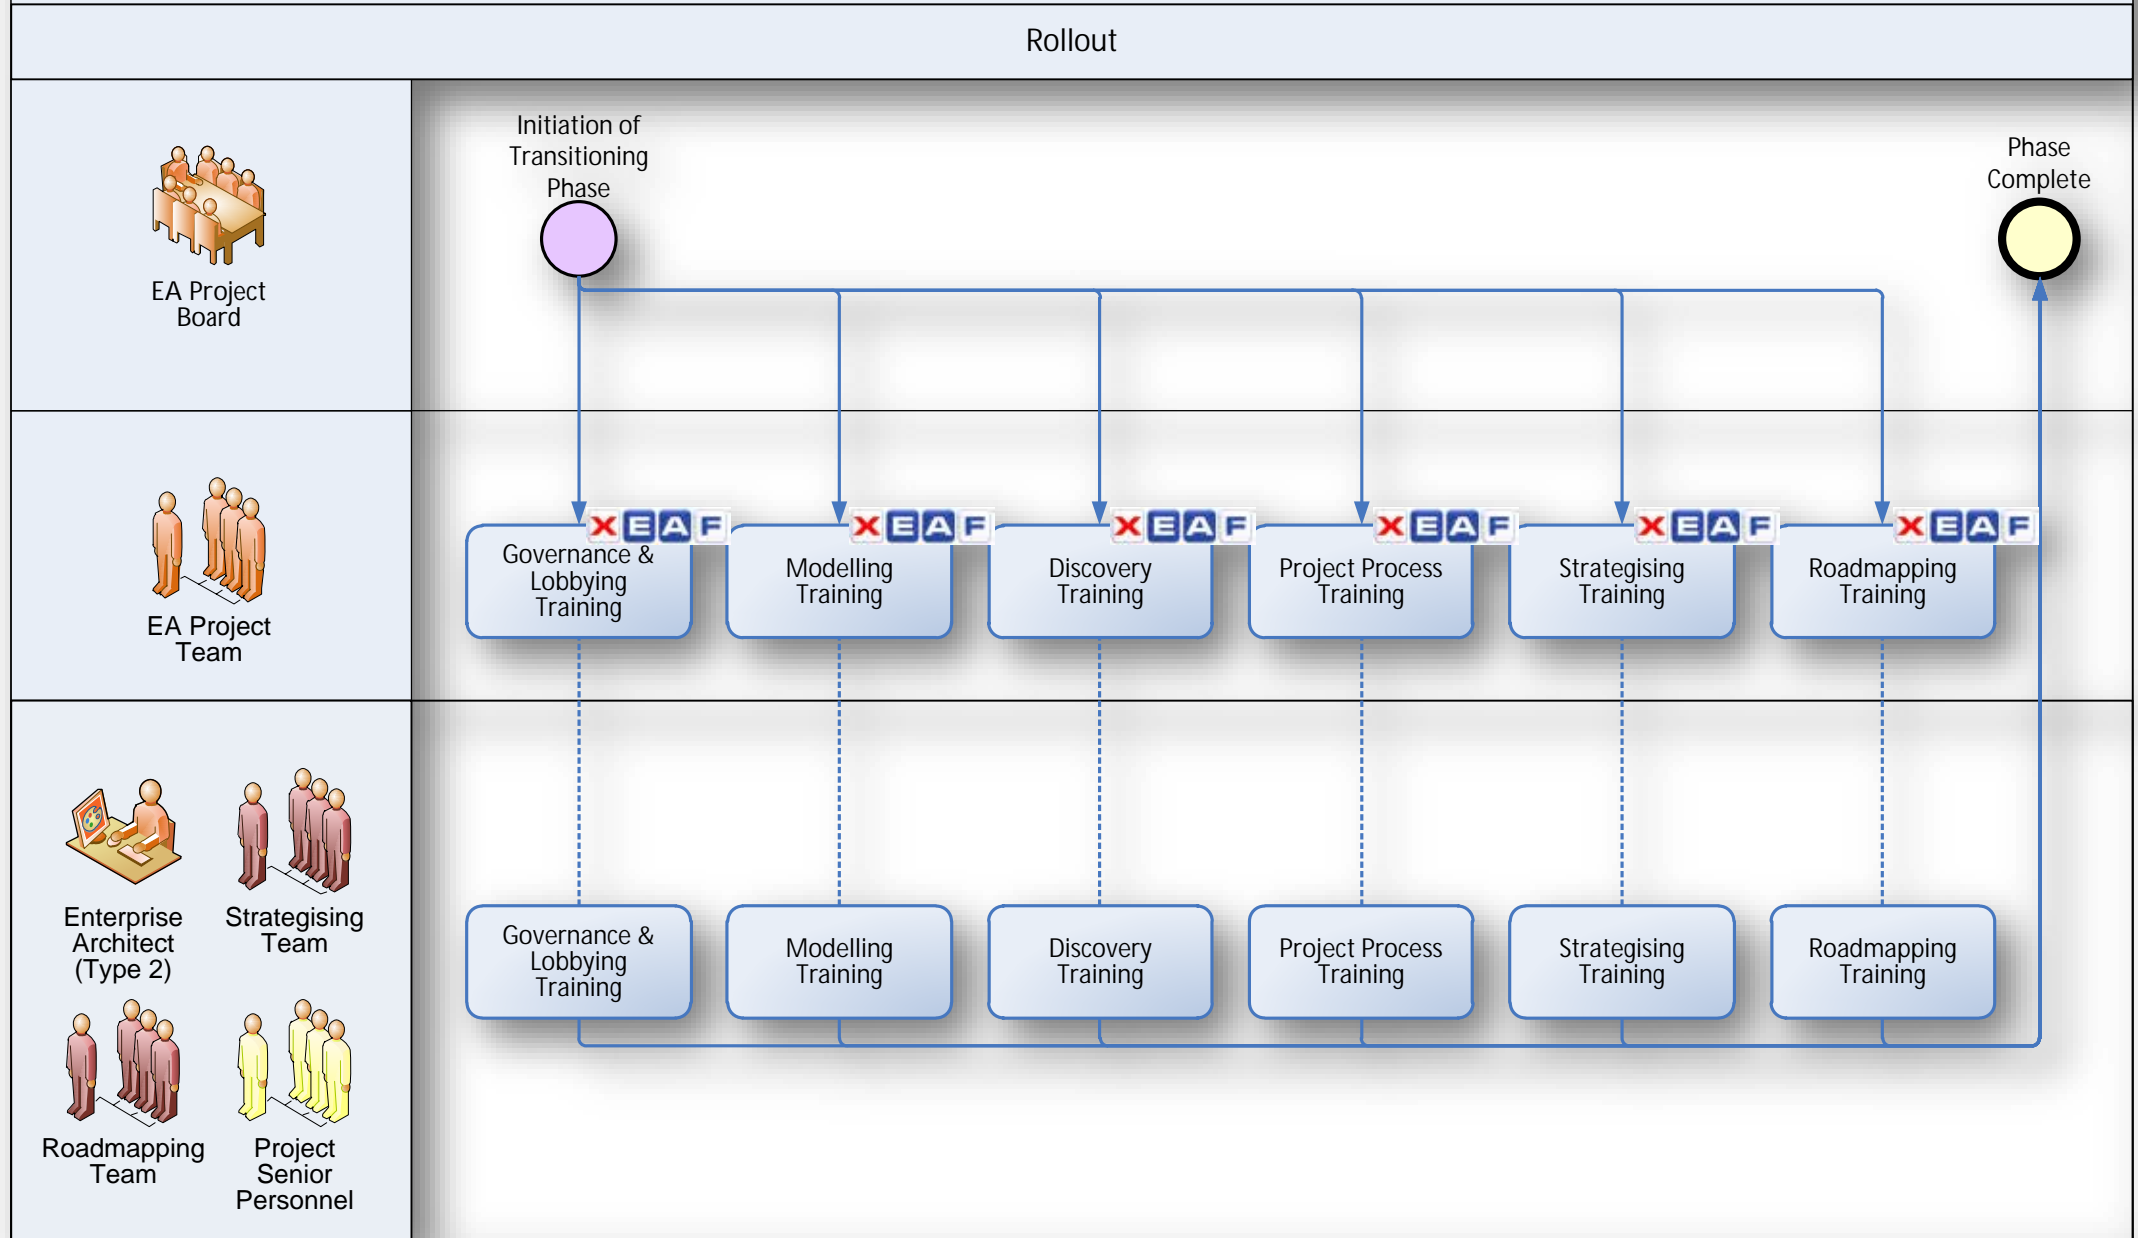 Rollout
Initiation of
Transitioning
Phase
Phase
Complete
EA Project
Board
XEAF
XEAF
XEAF
XEAF
XEAF
XEAF
Governance &
Lobbying
Training
Modelling
Training
Discovery
Training
Project Process
Training
Strategising
Training
Roadmapping
Training
EA Project
Team
Enterprise
Architect
(Type 2)
Strategising
Team
Governance &
Lobbying
Training
Modelling
Training
Discovery
Training
Project Process
Training
Strategising
Training
Roadmapping
Training
Roadmapping
Team
Project
Senior
Personnel